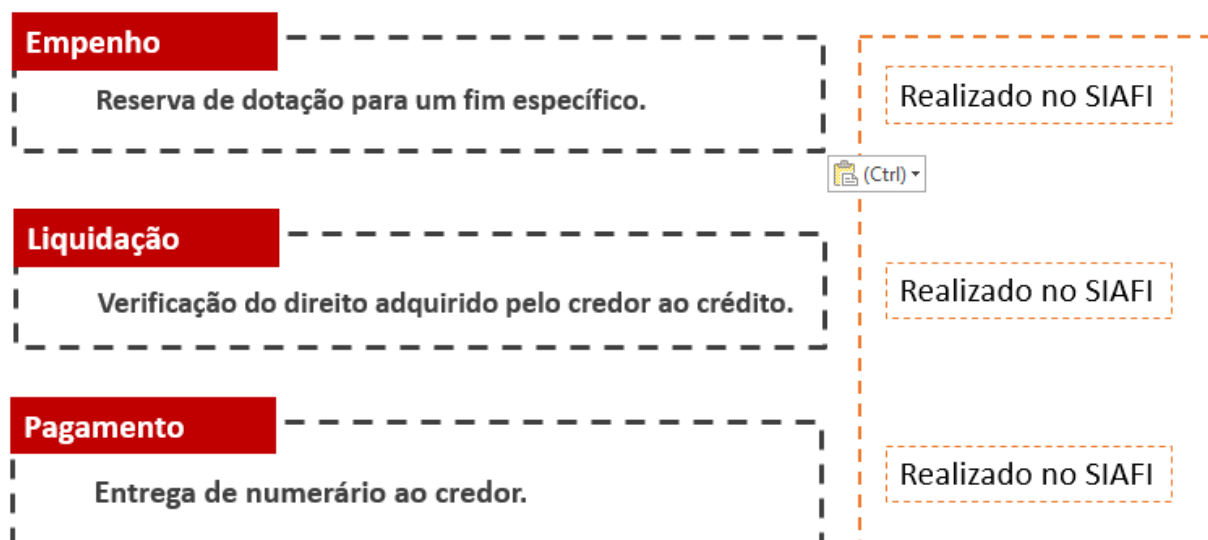 Empenho
Reserva de dotação para um fim específico.
Realizado no SIAFI
(Ctrl)
Liquidação
Verificação do direito adquirido pelo credor ao crédito.
Realizado no SIAFI
Pagamento
Entrega de numerário ao credor.
Realizado no SIAFI